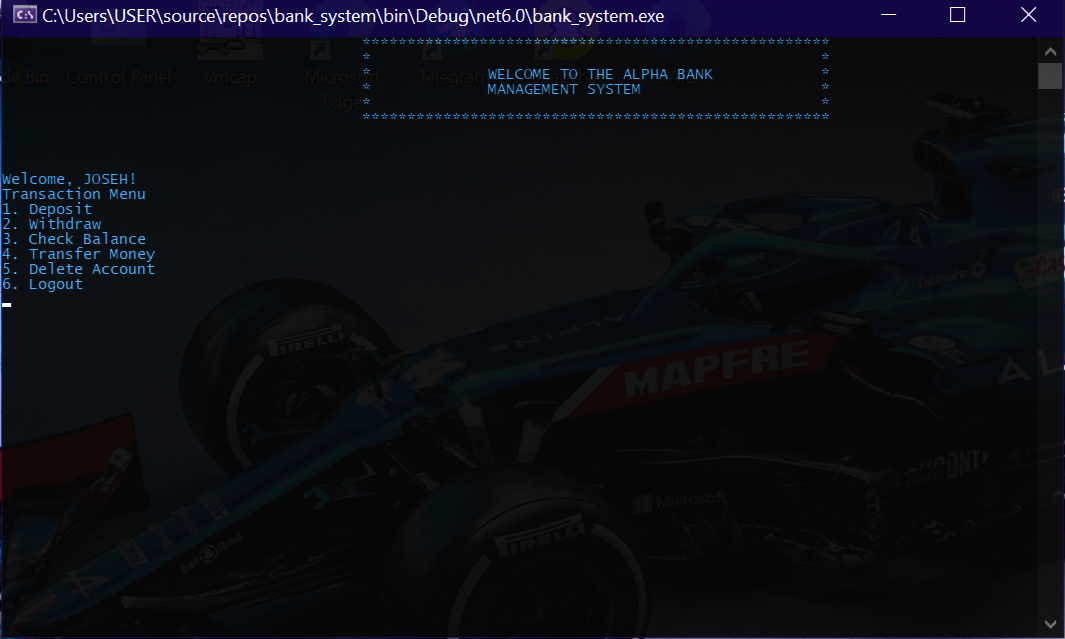 C:\Users\USER\source\repos\bank_system\bin\Debug\net6.0\bank_system.exe
****************************************************
* *
* WELCOME TO THE ALPHA BANK *
* MANAGEMENT SYSTEM *
* *
****************************************************
de Bin Control Panel vmcap Microsoft Edge Telegram
Welcome, JOSEH!
Transaction Menu
1. Deposit
2. Withdraw
3. Check Balance
4. Transfer Money
5. Delete Account
6. Logout
Ultimate
PIRELLI
ALPINE
MAPFRE
DUPONT
Microsoft
PIRELLI
Bell & Ross